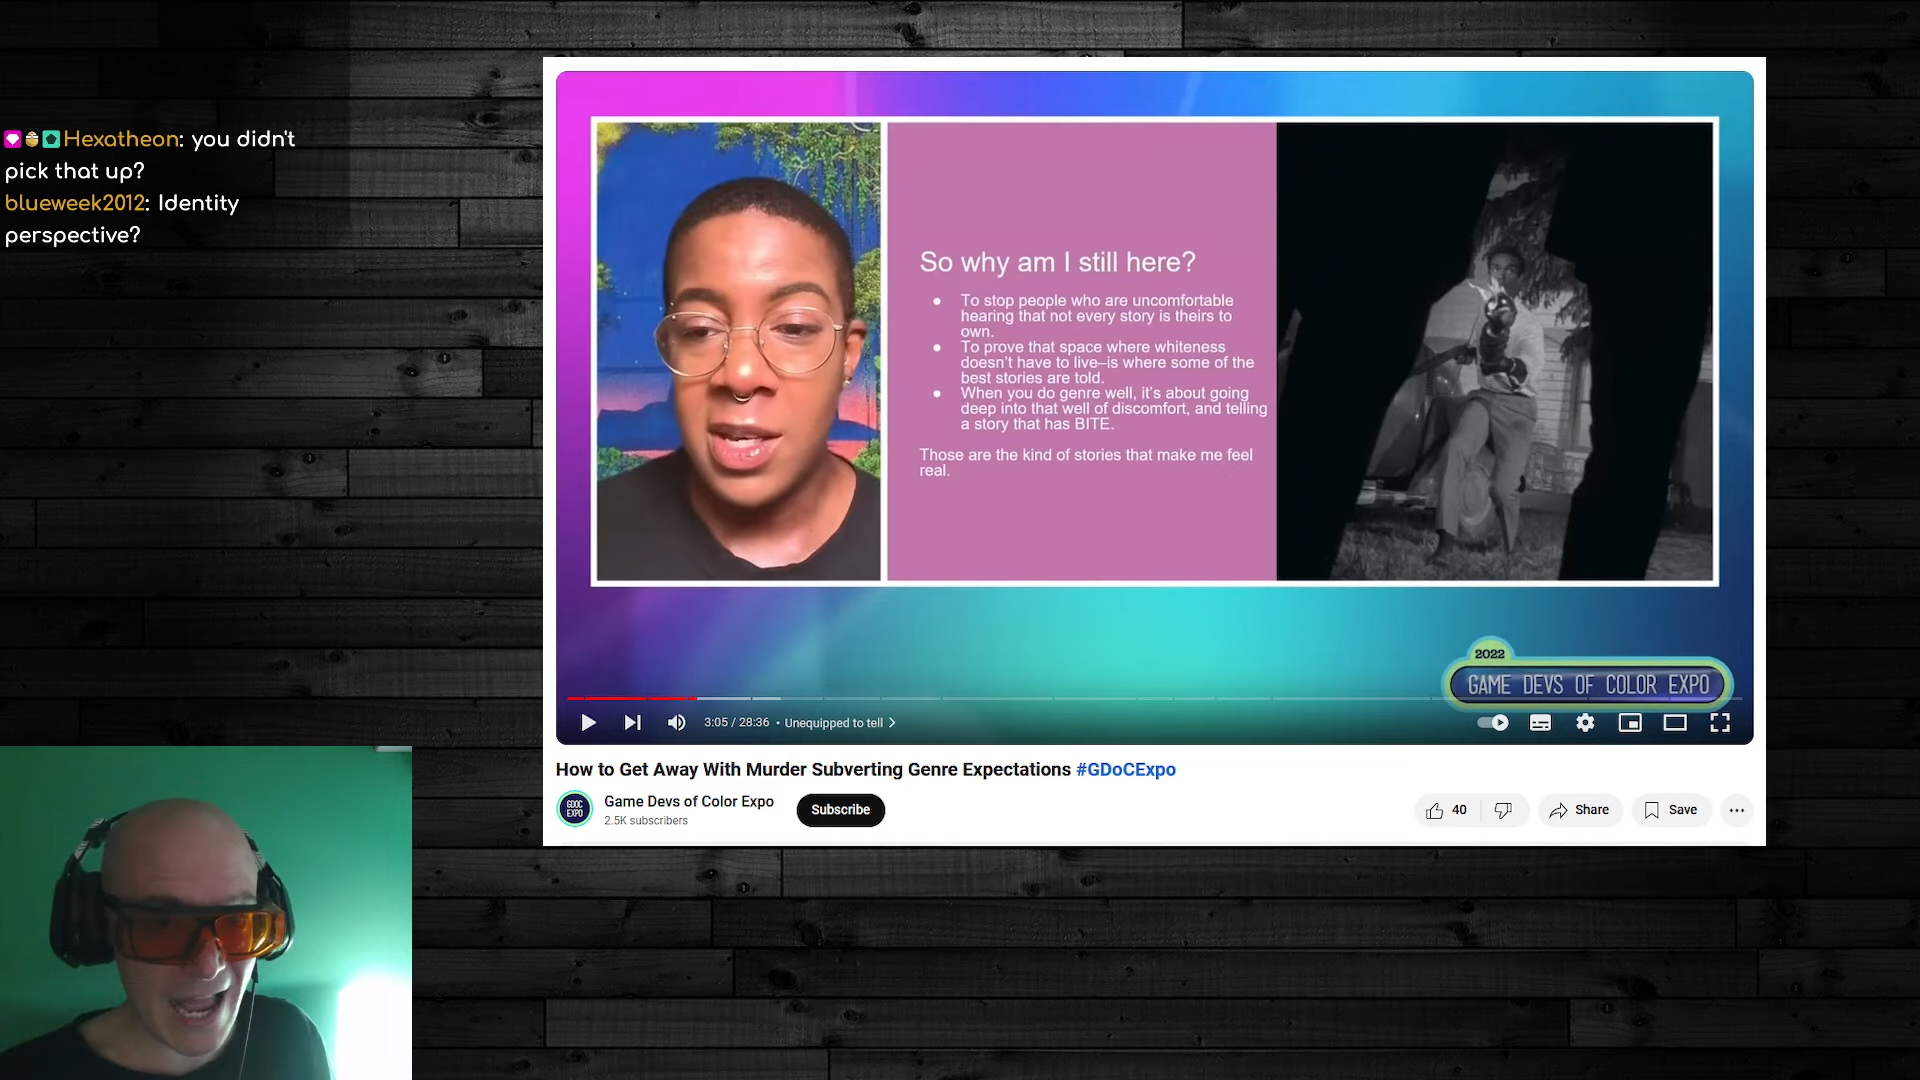 Hexatheon: you didn't
pick that up?
blueweek2012: Identity
perspective?
So why am I still here?
• To stop people who are uncomfortable
hearing that not every story is theirs to
own.
• To prove that space where whiteness
doesn't have to live–is where some of the
best stories are told.
• When you do genre well, it's about going
deep into that well of discomfort, and telling
a story that has BITE.
Those are the kind of stories that make me feel
real.
2022
GAME DEVS OF COLOR EXPO
3:05 / 28:36 • Unequipped to tell >
How to Get Away With Murder Subverting Genre Expectations #GDoCExpo
GDOC
EXPO
Game Devs of Color Expo
2.5K subscribers
Subscribe
40
Share
Save